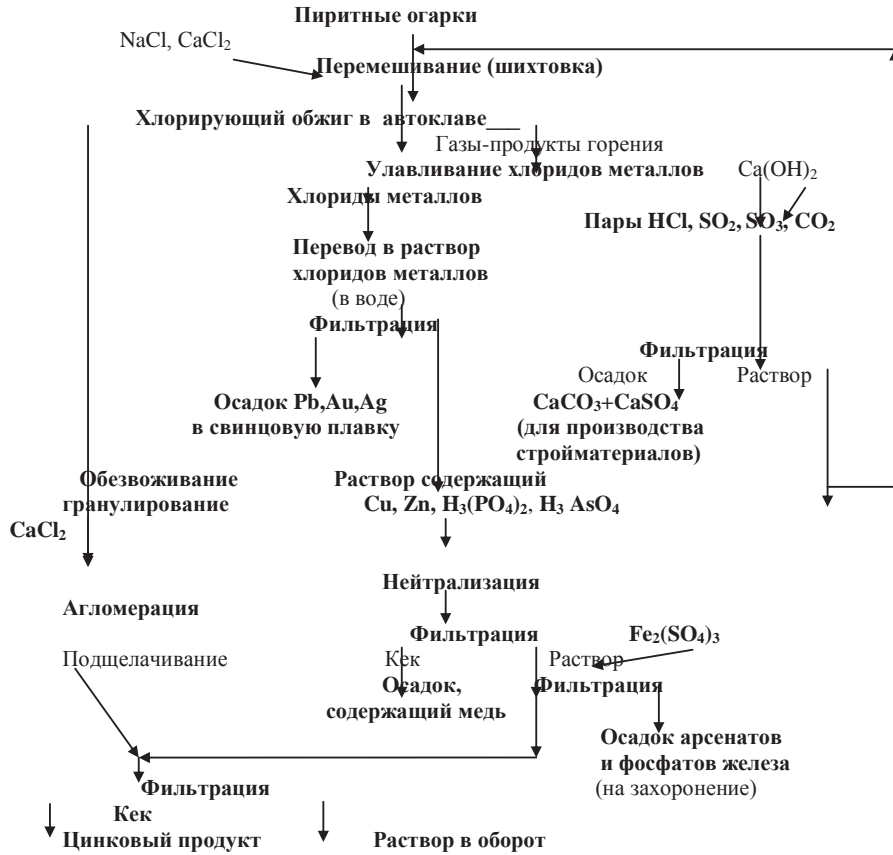 Пиритные огарки
NaCl, CaCl₂
Перемешивание (шихтовка)
Хлорирующий обжиг в автоклаве___
Газы-продукты горения
Улавливание хлоридов металлов Ca(OH)₂
Хлориды металлов
Пары HCl, SO₂, SO₃, CO₂
Перевод в раствор
хлоридов металлов
(в воде)
Фильтрация
Фильтрация
Осадок Раствор
Осадок Pb,Au,Ag
в свинцовую плавку
CaCO₃+CaSO₄
(для производства
стройматериалов)
Обезвоживание
гранулирование
Раствор содержащий
Cu, Zn, H₃(PO₄)₂, H₃ AsO₄
CaCl₂
Нейтрализация
Агломерация
Фильтрация Fe₂(SO₄)₃
Подщелачивание Кек Раствор
Осадок,
содержащий медь
Фильтрация
Осадок арсенатов
и фосфатов железа
(на захоронение)
Фильтрация
Кек
Цинковый продукт Раствор в оборот